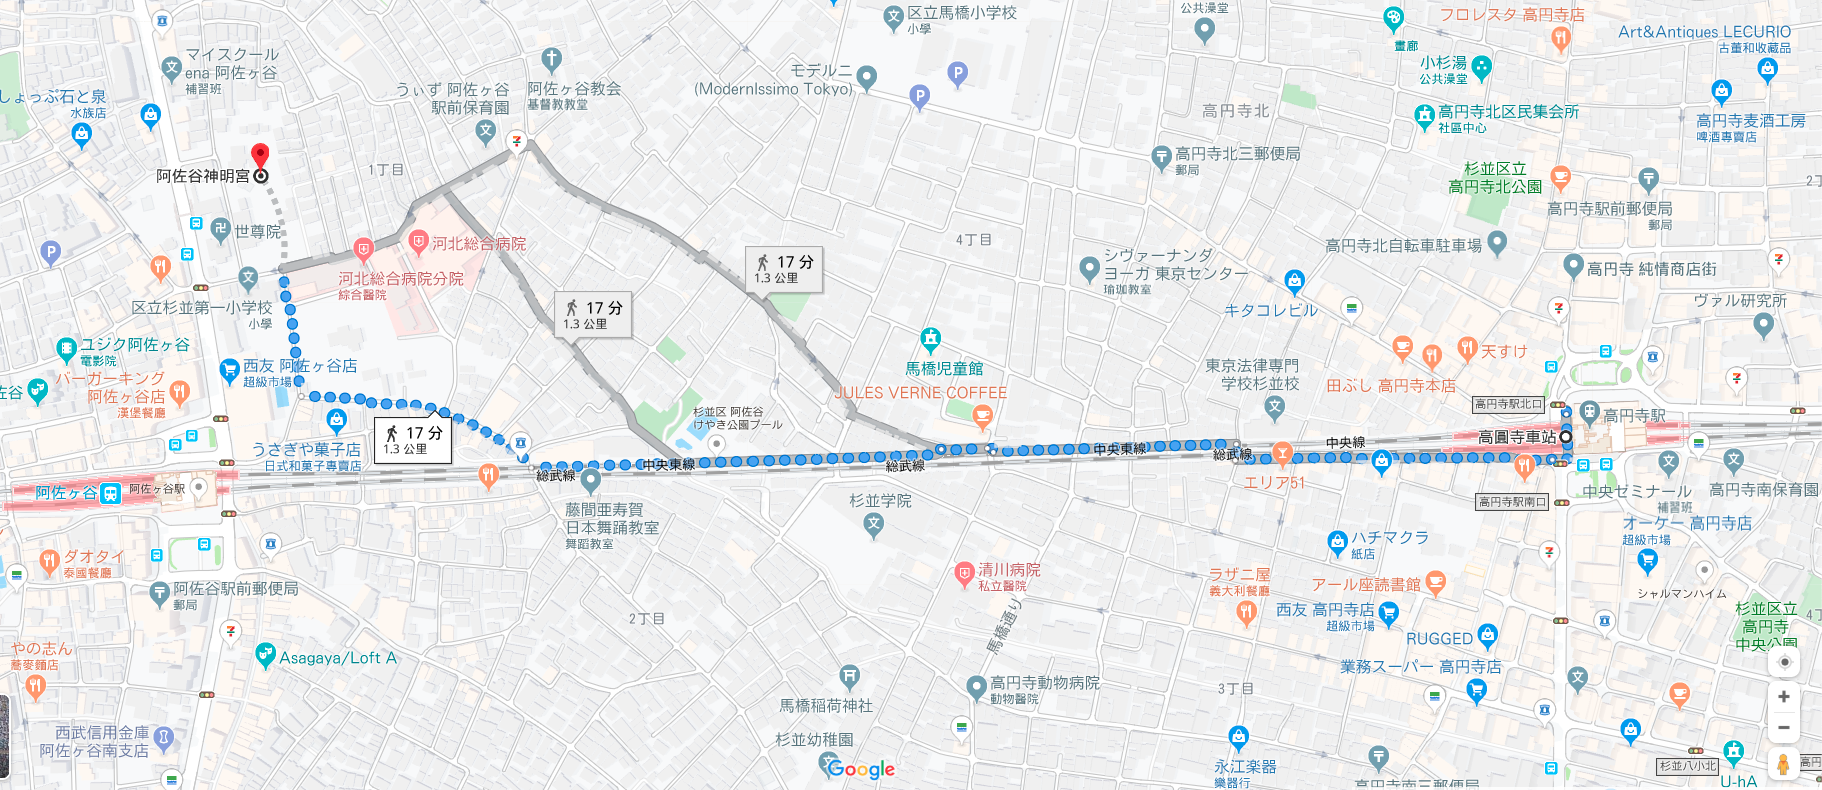 区立馬橋小学校
小學
公共澡堂
フロレスタ 高円寺店
畫廊
Art&Antiques LECURIO
古董和收藏品
マイスクール
ena 阿佐ヶ谷
補習班
うぃず 阿佐ヶ谷
駅前保育園
阿佐ヶ谷教会
基督教教堂
モデルニ
(ModernIssimo Tokyo)
小杉湯
公共澡堂
しょっぷ石と泉
水族店
高円寺北
高円寺北区民集会所
社區中心
高円寺麦酒工房
啤酒專賣店
阿佐谷神明宮
1丁目
高円寺北三郵便局
郵局
杉並区立
高円寺北公園
2丁
高円寺駅前郵便局
郵局
世尊院
河北総合病院
4丁目
高円寺北自転車駐車場
17 分
1.3 公里
シヴァーナンダ
ヨーガ 東京センター
瑜珈教室
高円寺 純情商店街
河北総合病院分院
綜合醫院
17 分
1.3 公里
区立杉並第一小学校
小學
キタコレビル
ヴァル研究所
ユジク阿佐ヶ谷
電影院
西友 阿佐ヶ谷店
超級市場
馬橋児童館
東京法律専門
学校杉並校
天すけ
田ぶし 高円寺本店
佐谷
バーガーキング
阿佐ヶ谷店
漢堡餐廳
JULES VERNE COFFEE
杉並区 阿佐谷
けやき公園プール
高円寺駅北口
高円寺駅
17 分
1.3 公里
うさぎや菓子店
日式和菓子專賣店
高圓寺車站
中央線
中央東線
中央東線
総武線
総武線
総武線
エリア51
阿佐ヶ谷
阿佐ヶ谷駅
杉並学院
高円寺駅南口
中央ゼミナール
補習班
高円寺南保育園
藤間亜寿賀
日本舞踊教室
舞蹈教室
オーケー 高円寺店
超級市場
ハチマクラ
紙店
ダオタイ
泰國餐廳
阿佐谷駅前郵便局
郵局
清川病院
私立醫院
ラザニ屋
義大利餐廳
アール座読書館
シャルマンハイム
西友 高円寺店
超級市場
杉並区立
高円寺
中央公園
4丁
2丁目
馬橋通り
RUGGED
やの志ん
蕎麥麵店
Asagaya/Loft A
業務スーパー 高円寺店
高円寺動物病院
動物醫院
3丁目
馬橋稲荷神社
西武信用金庫
阿佐ヶ谷南支店
杉並幼稚園
Google
永江楽器
樂器行
杉並八小北
高円
高円寺南三郵便局
U-hA